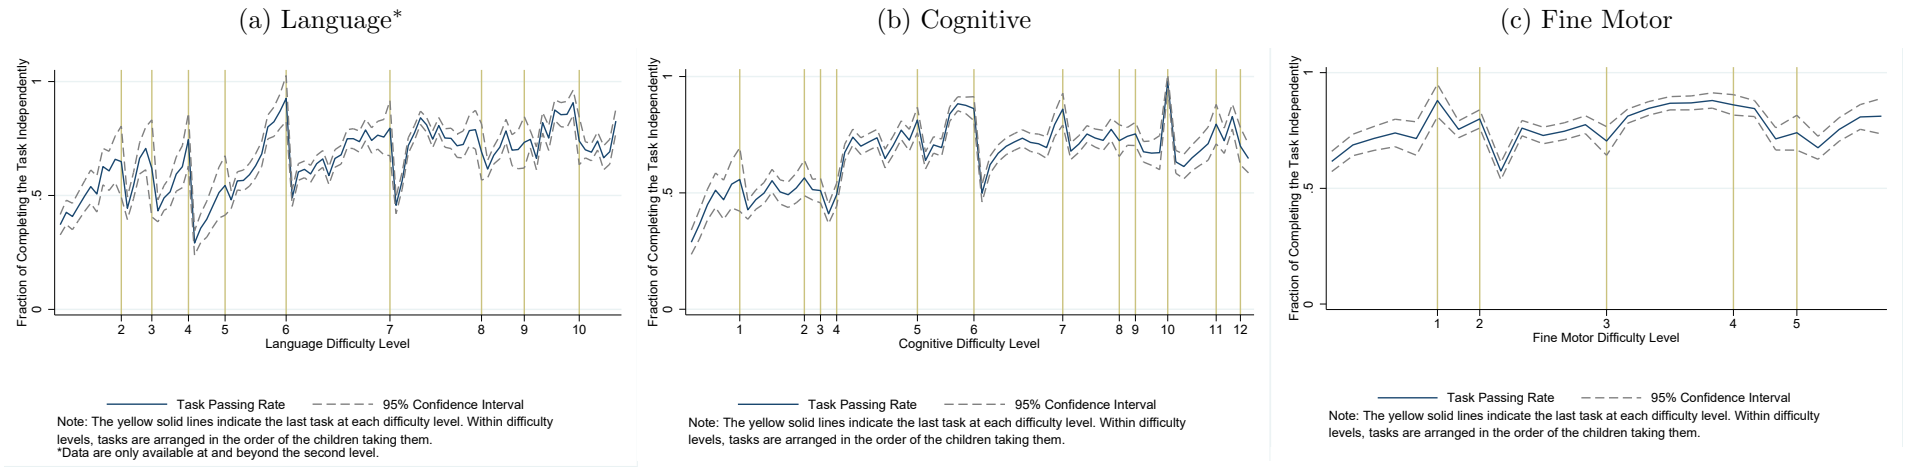 (a) Language*
Fraction of Completing the Task Independently
1
.5
0
2 3 4 5 6 7 8 9 10
Language Difficulty Level
Task Passing Rate 95% Confidence Interval
Note: The yellow solid lines indicate the last task at each difficulty level. Within difficulty
levels, tasks are arranged in the order of the children taking them.
*Data are only available at and beyond the second level.
(b) Cognitive
Fraction of Completing the Task Independently
1
.5
0
1 2 3 4 5 6 7 8 9 10 11 12
Cognitive Difficulty Level
Task Passing Rate 95% Confidence Interval
Note: The yellow solid lines indicate the last task at each difficulty level. Within difficulty
levels, tasks are arranged in the order of the children taking them.
(c) Fine Motor
Fraction of Completing the Task Independently
1
.5
0
1 2 3 4 5
Fine Motor Difficulty Level
Task Passing Rate 95% Confidence Interval
Note: The yellow solid lines indicate the last task at each difficulty level. Within difficulty
levels, tasks are arranged in the order of the children taking them.